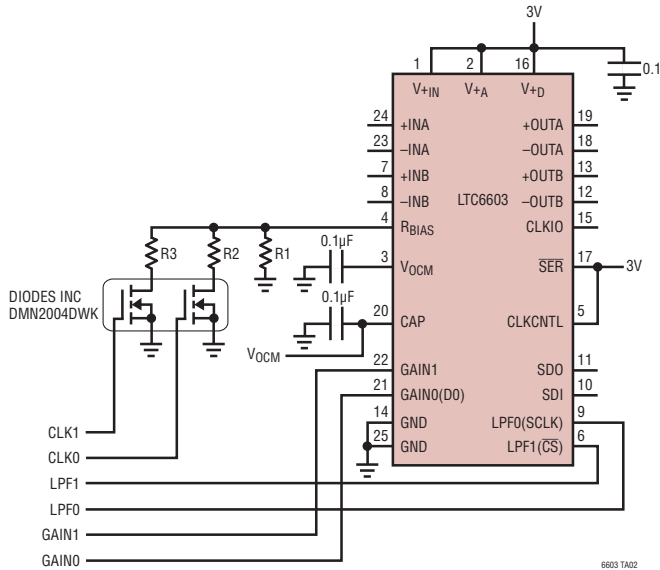 3V
0.1
1
2
16
V+IN
V+A
V+D
24
+INA
+OUTA
19
23
–INA
–OUTA
18
7
+INB
+OUTB
13
8
–INB
LTC6603
–OUTB
12
4
RBIAS
CLKIO
15
R3
R2
R1
0.1µF
3
VOCM
SER
17
3V
DIODES INC
DMN2004DWK
0.1µF
20
CAP
CLKCNTL
5
VOCM
22
GAIN1
SDO
11
21
GAIN0(D0)
SDI
10
14
GND
LPF0(SCLK)
9
25
GND
LPF1(CS)
6
CLK1
CLK0
LPF1
LPF0
GAIN1
GAIN0
6603 TA02